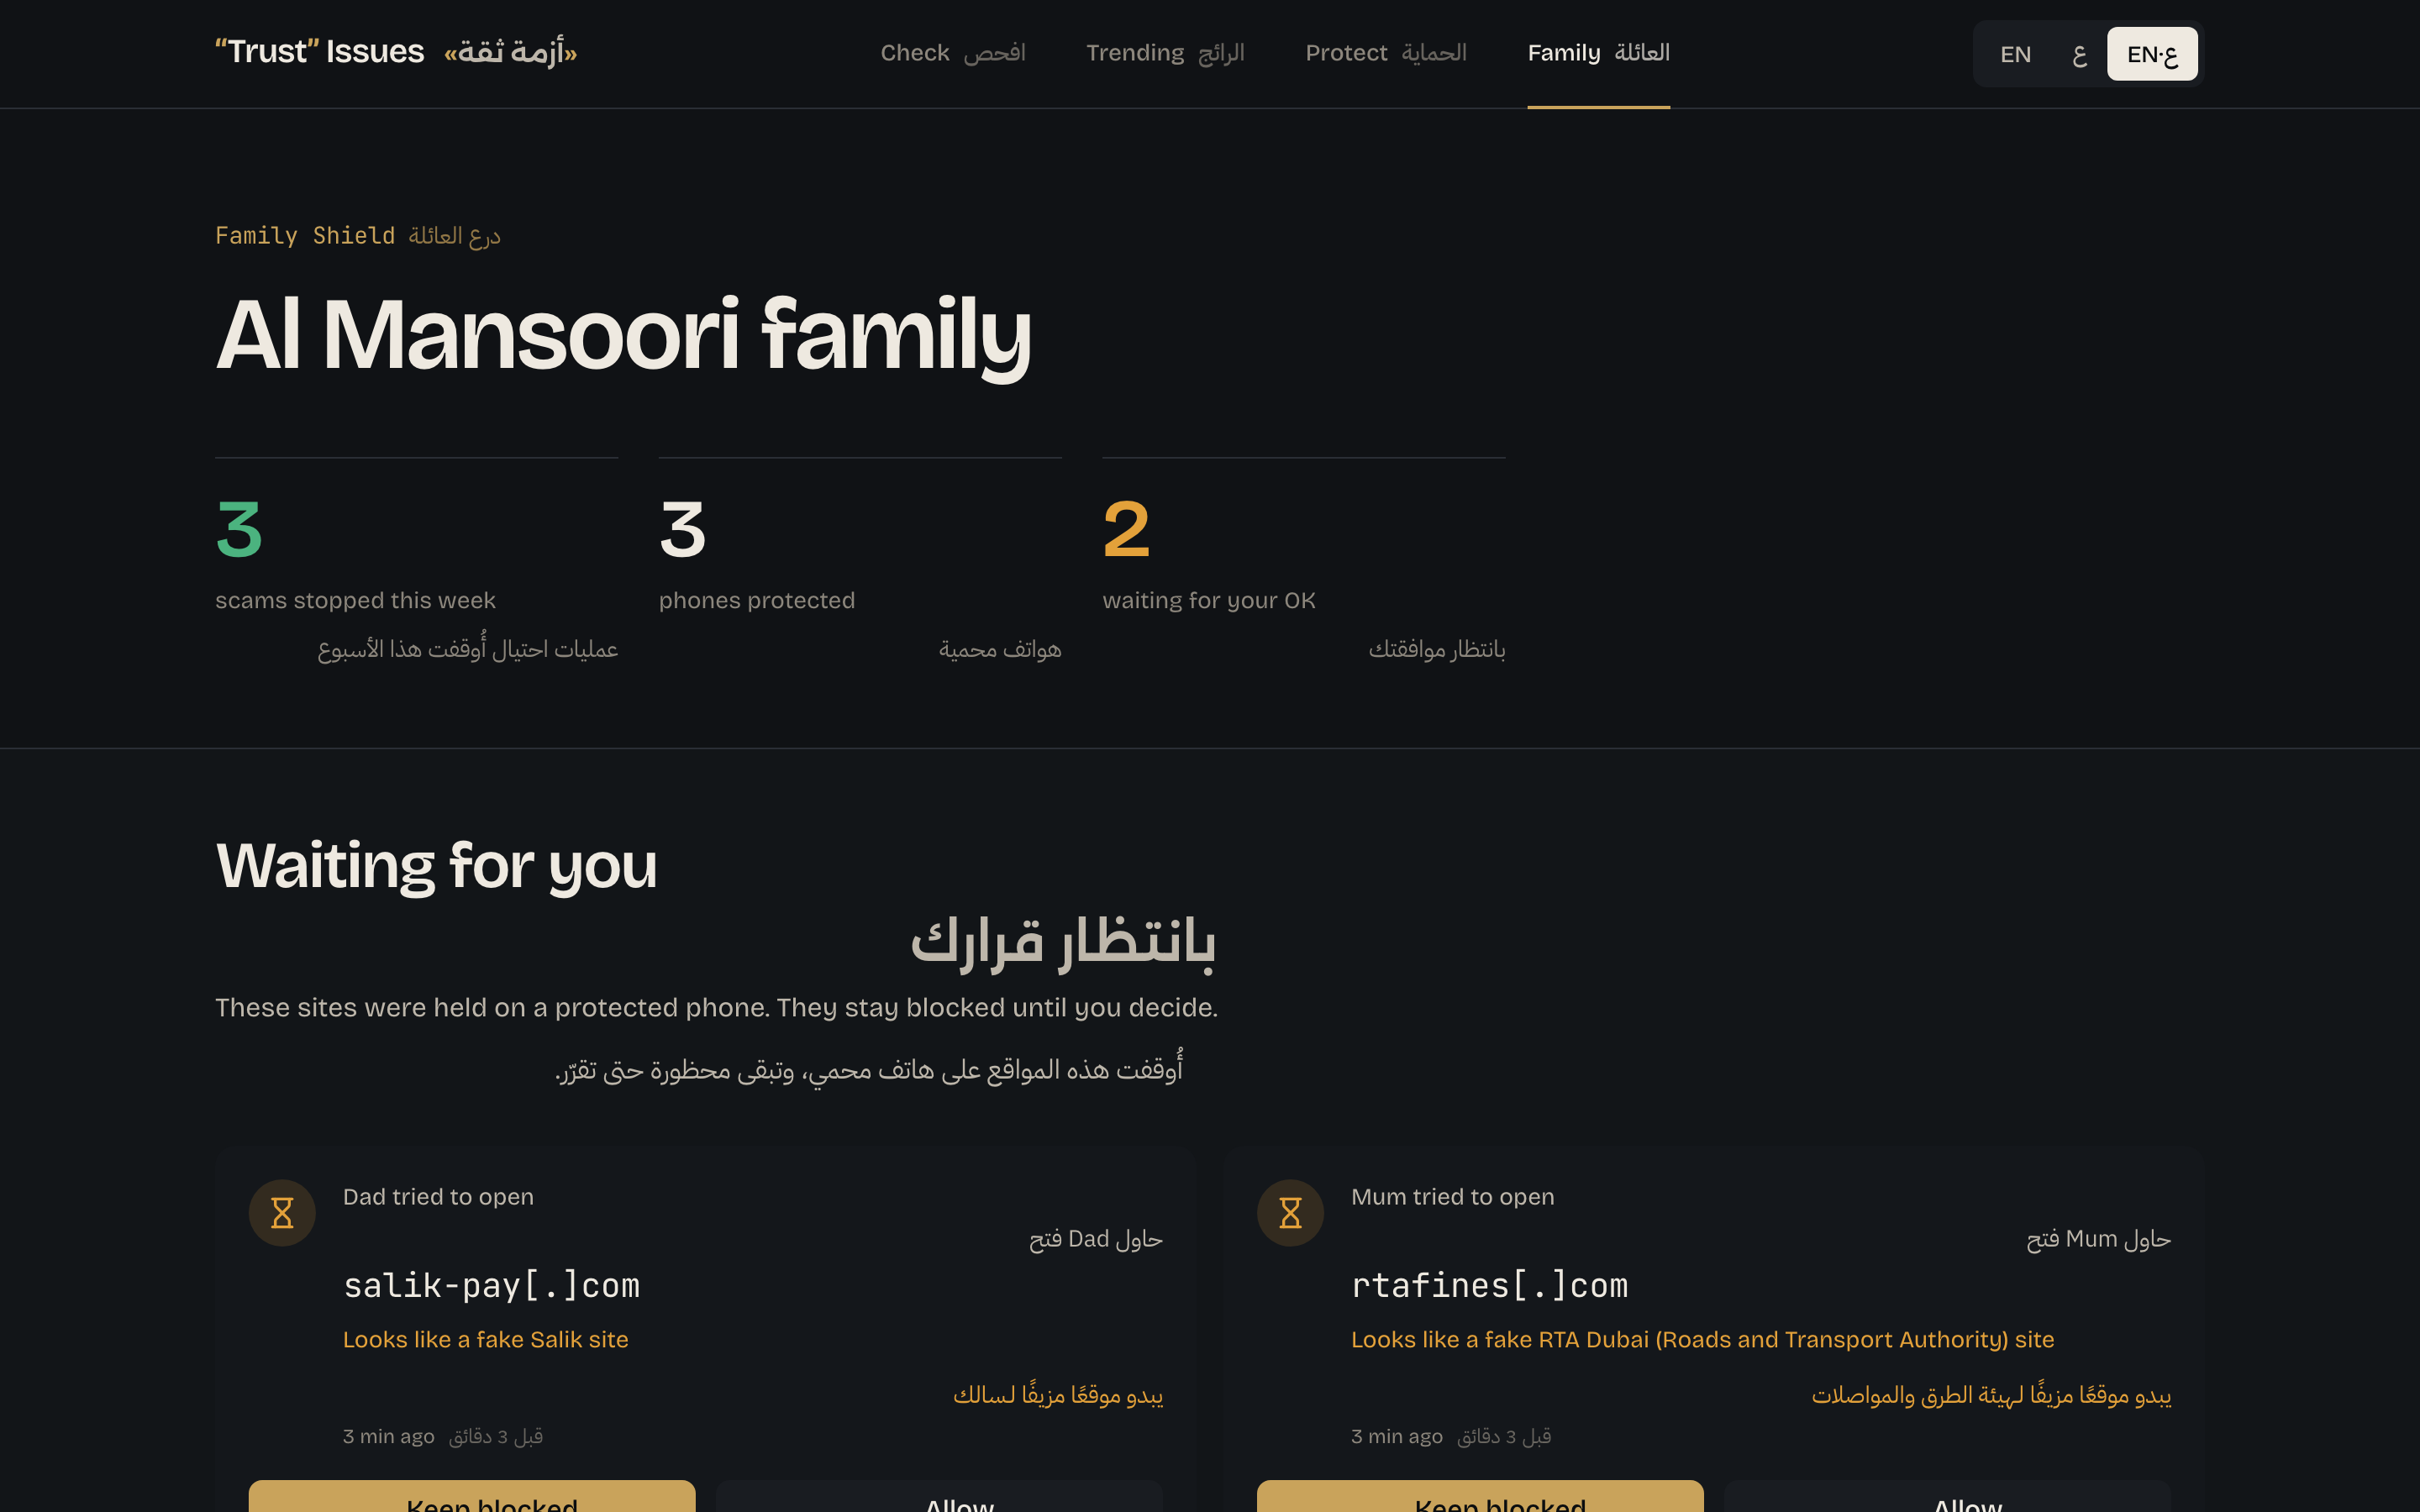 “Trust” Issues «أزمة ثقة»
Check افحص
Trending الرائج
Protect الحماية
Family العائلة
EN
ع
EN·ع
Family Shield درع العائلة
Al Mansoori family
3
scams stopped this week
عمليات احتيال أُوقفت هذا الأسبوع
3
phones protected
هواتف محمية
2
waiting for your OK
بانتظار موافقتك
Waiting for you
بانتظار قرارك
These sites were held on a protected phone. They stay blocked until you decide.
أُوقفت هذه المواقع على هاتف محمي، وتبقى محظورة حتى تقرّر.
Dad tried to open
حاول Dad فتح
salik-pay[.]com
Looks like a fake Salik site
يبدو موقعًا مزيفًا لسالك
3 min ago قبل 3 دقائق
Keep blocked
Allow
Mum tried to open
حاول Mum فتح
rtafines[.]com
Looks like a fake RTA Dubai (Roads and Transport Authority) site
يبدو موقعًا مزيفًا لهيئة الطرق والمواصلات
3 min ago قبل 3 دقائق
Keep blocked
Allow